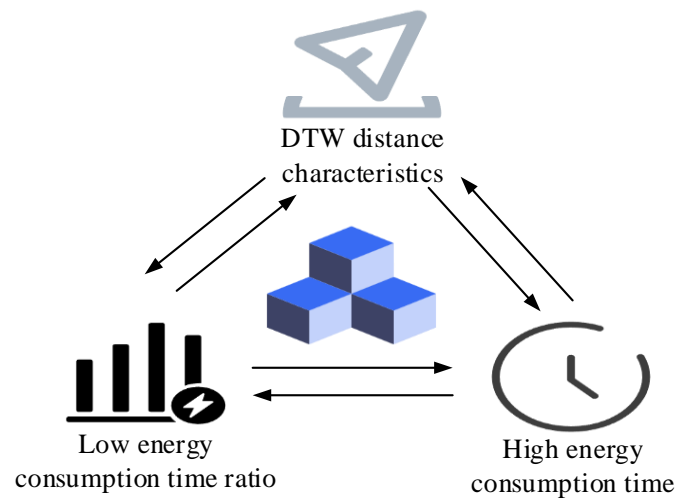 DTW distance
characteristics
Low energy
consumption time ratio
High energy
consumption time